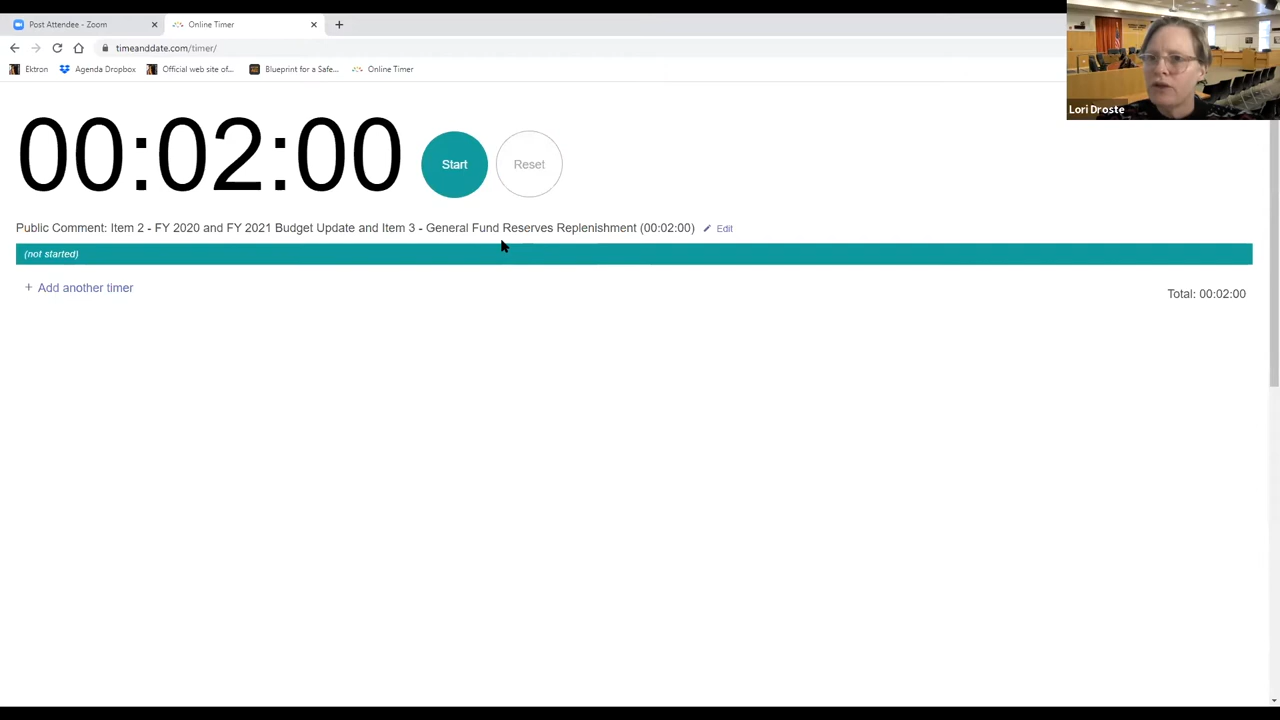 Post Attendee - Zoom
Online Timer
timeanddate.com/timer/
Ektron
Agenda Dropbox
Official web site of...
Blueprint for a Safe...
Online Timer
Lori Droste
00:02:00
Start
Reset
Public Comment: Item 2 - FY 2020 and FY 2021 Budget Update and Item 3 - General Fund Reserves Replenishment (00:02:00)
Edit
(not started)
+ Add another timer
Total: 00:02:00